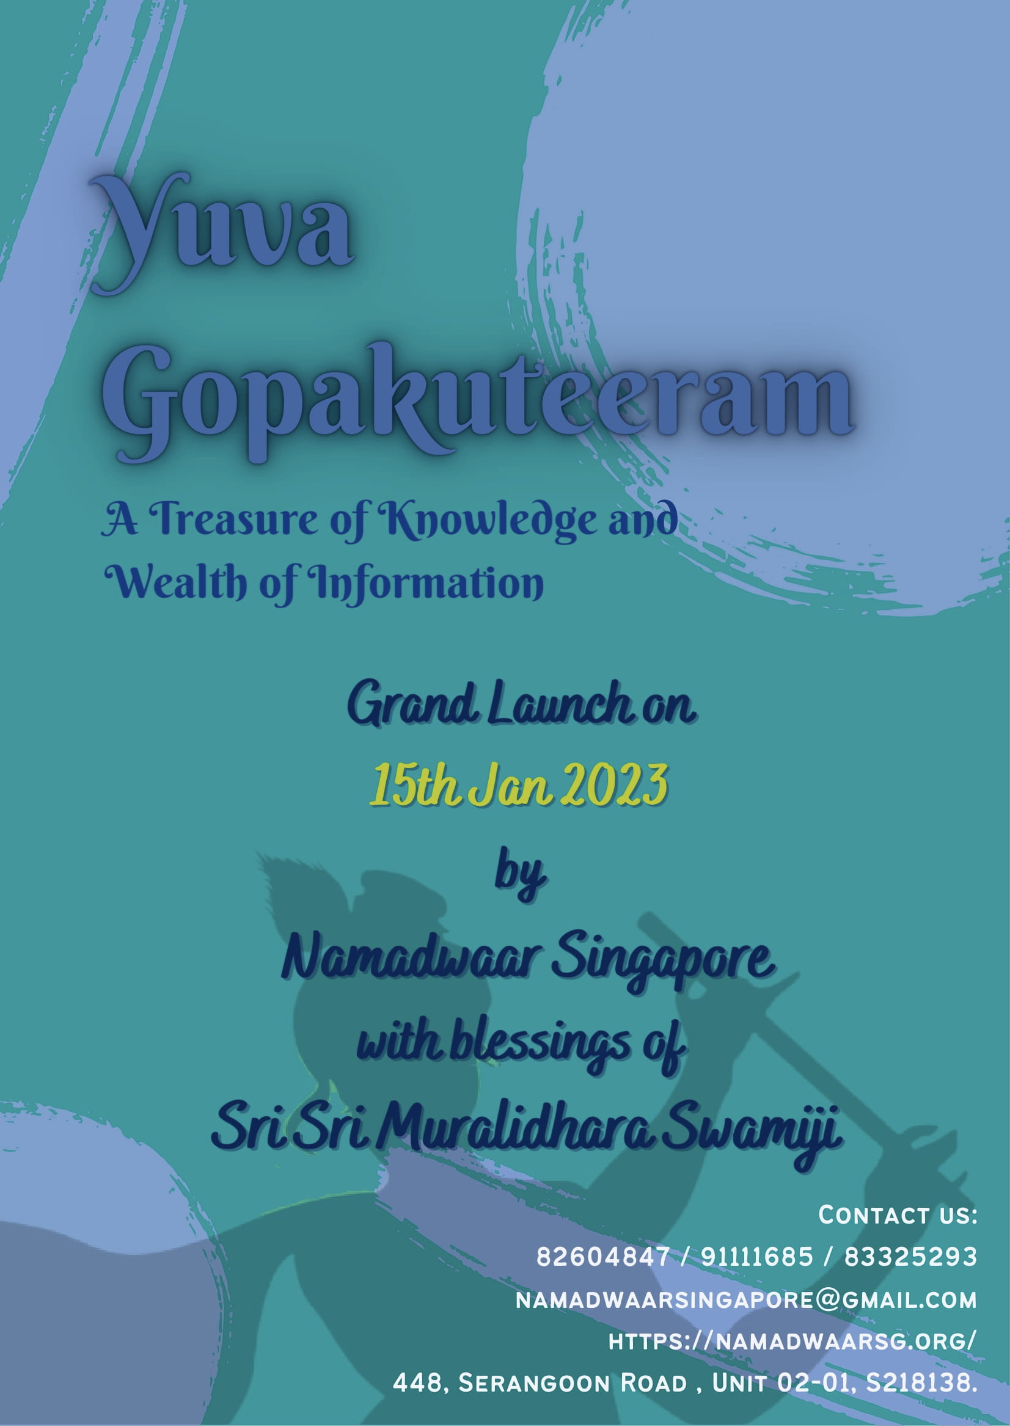 Yuva
Gopakuteeram
A Treasure of Knowledge and
Wealth of Information
Grand Launch on
15th Jan 2023
by
Namadwaar Singapore
with blessings of
Sri Sri Muralidhara Swamiji
Contact us:
82604847 / 91111685 / 83325293
namadwaarsingapore@gmail.com
https://namadwaarsg.org/
448, Serangoon Road , Unit 02-01, S218138.